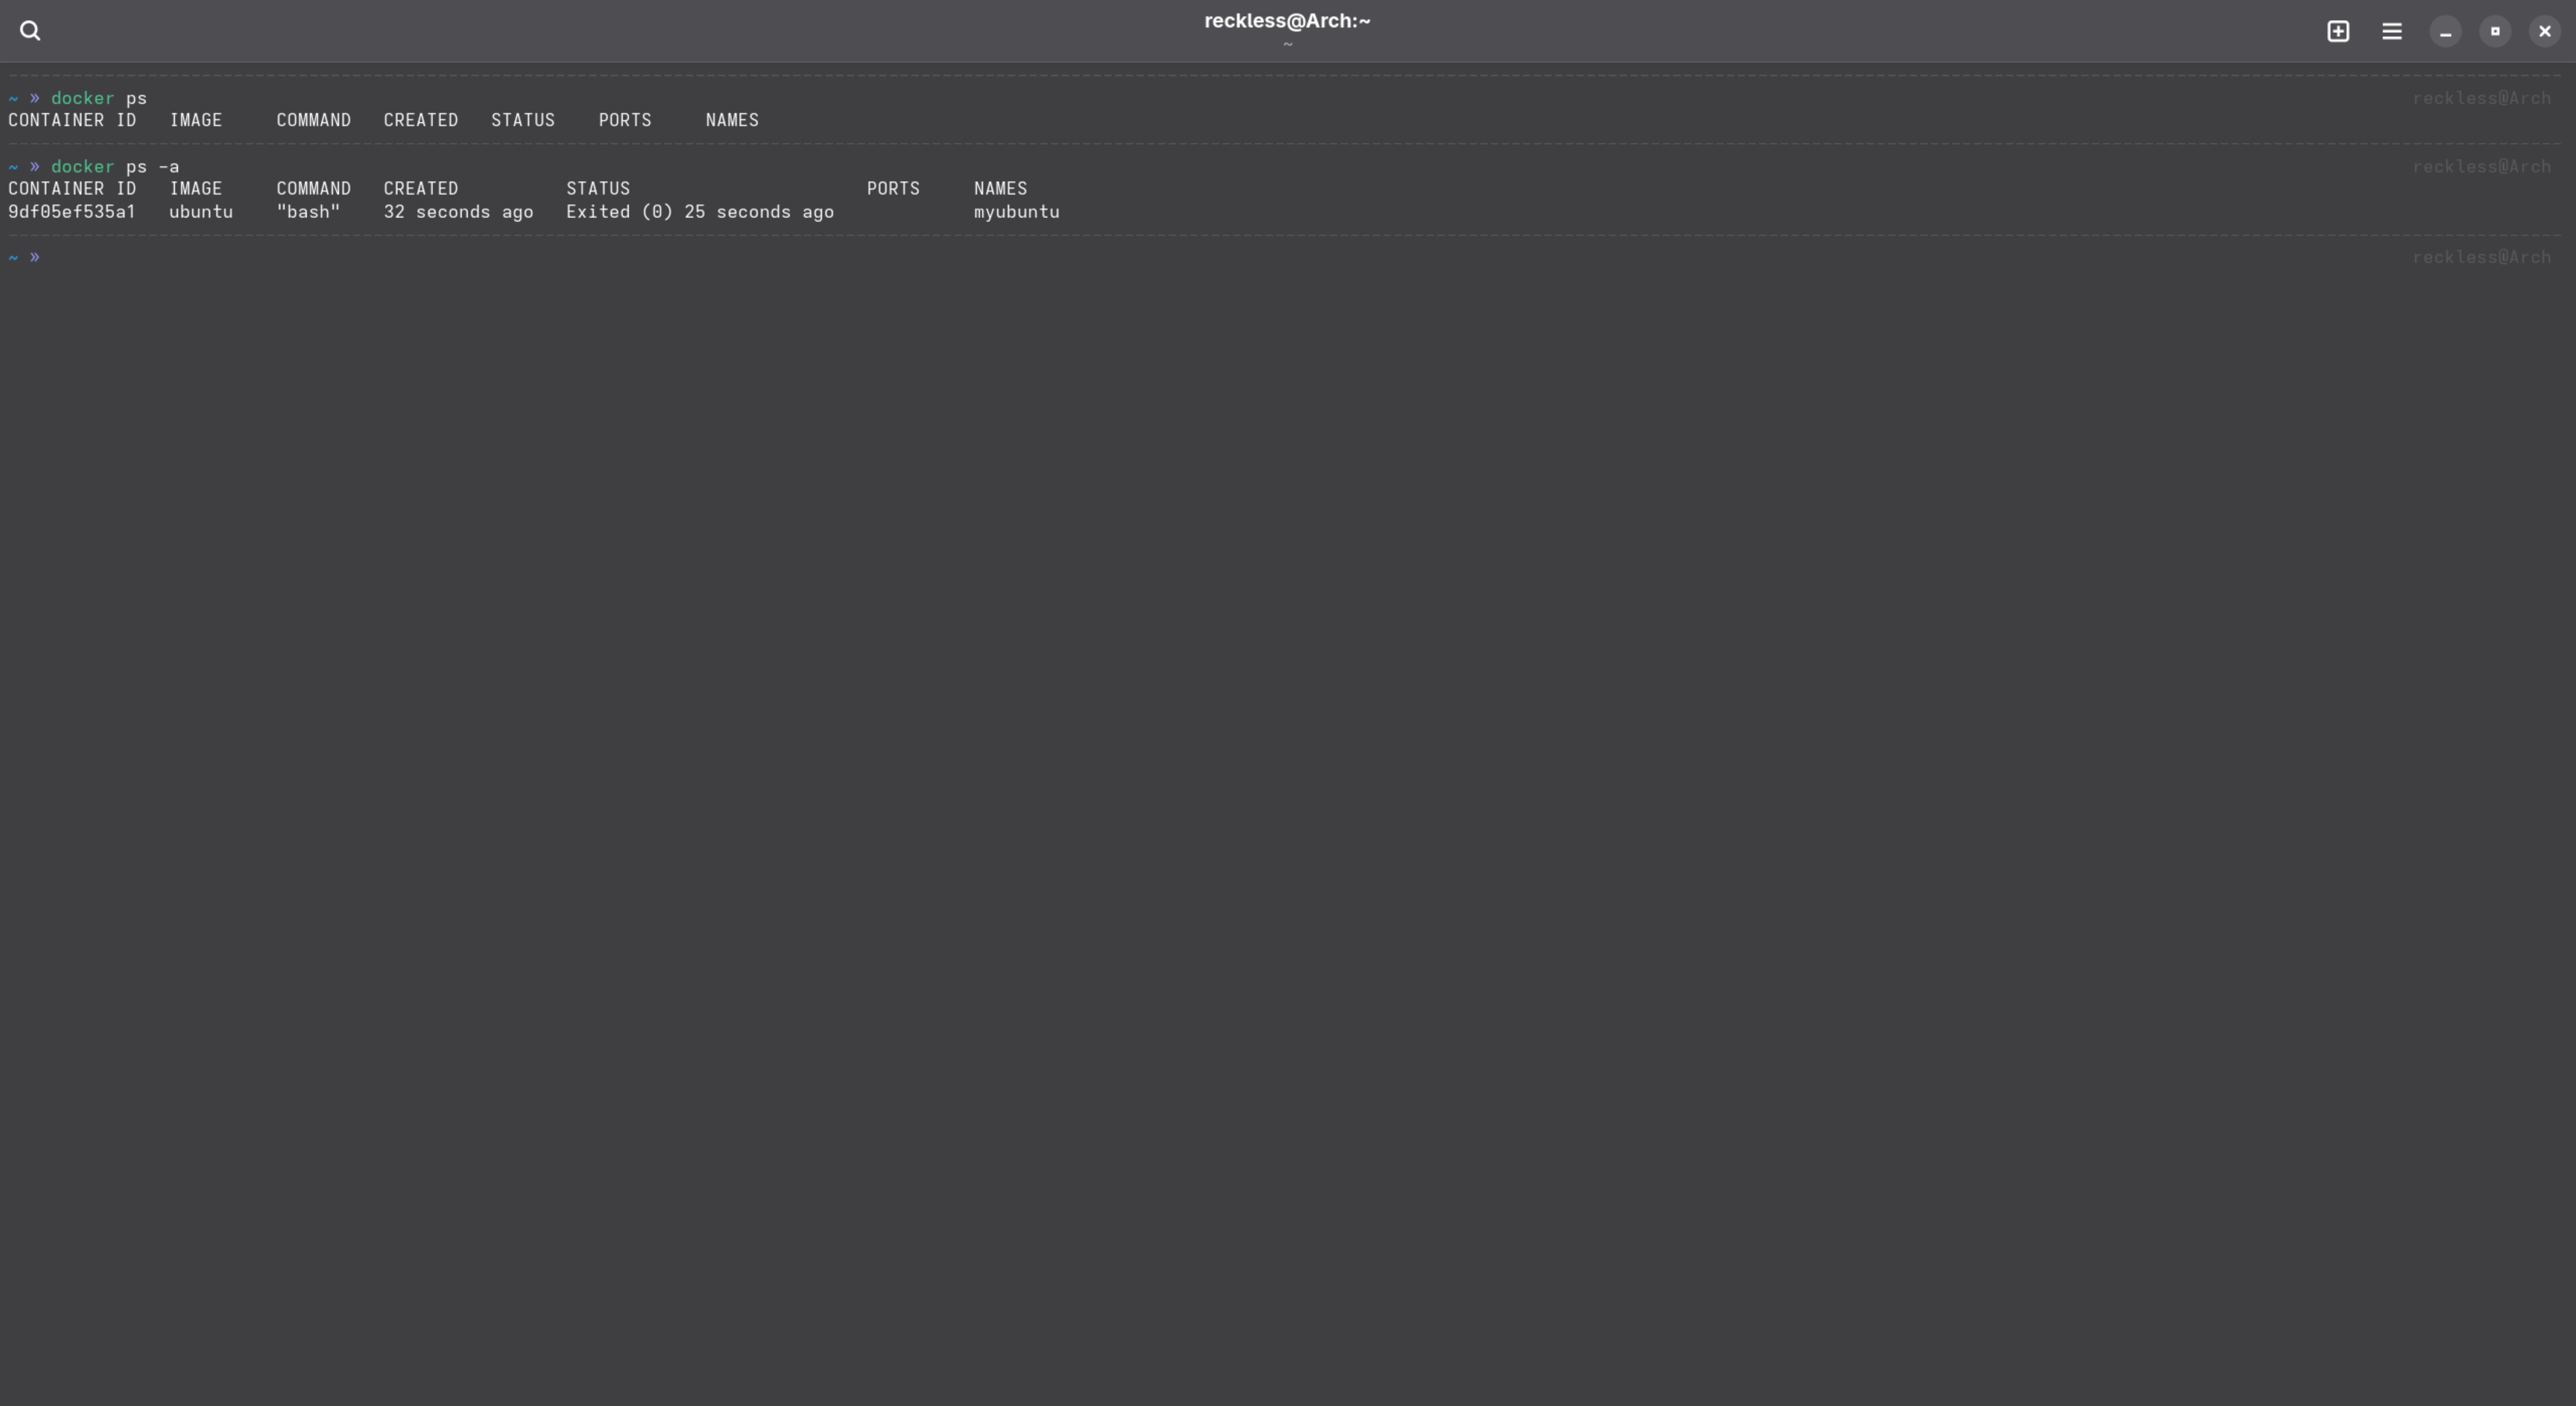 reckless@Arch:~
~
~ » docker ps reckless@Arch
CONTAINER ID   IMAGE     COMMAND   CREATED   STATUS    PORTS     NAMES
~ » docker ps -a reckless@Arch
CONTAINER ID   IMAGE     COMMAND   CREATED          STATUS                      PORTS     NAMES
9df05ef535a1   ubuntu    "bash"    32 seconds ago   Exited (0) 25 seconds ago             myubuntu
~ » reckless@Arch